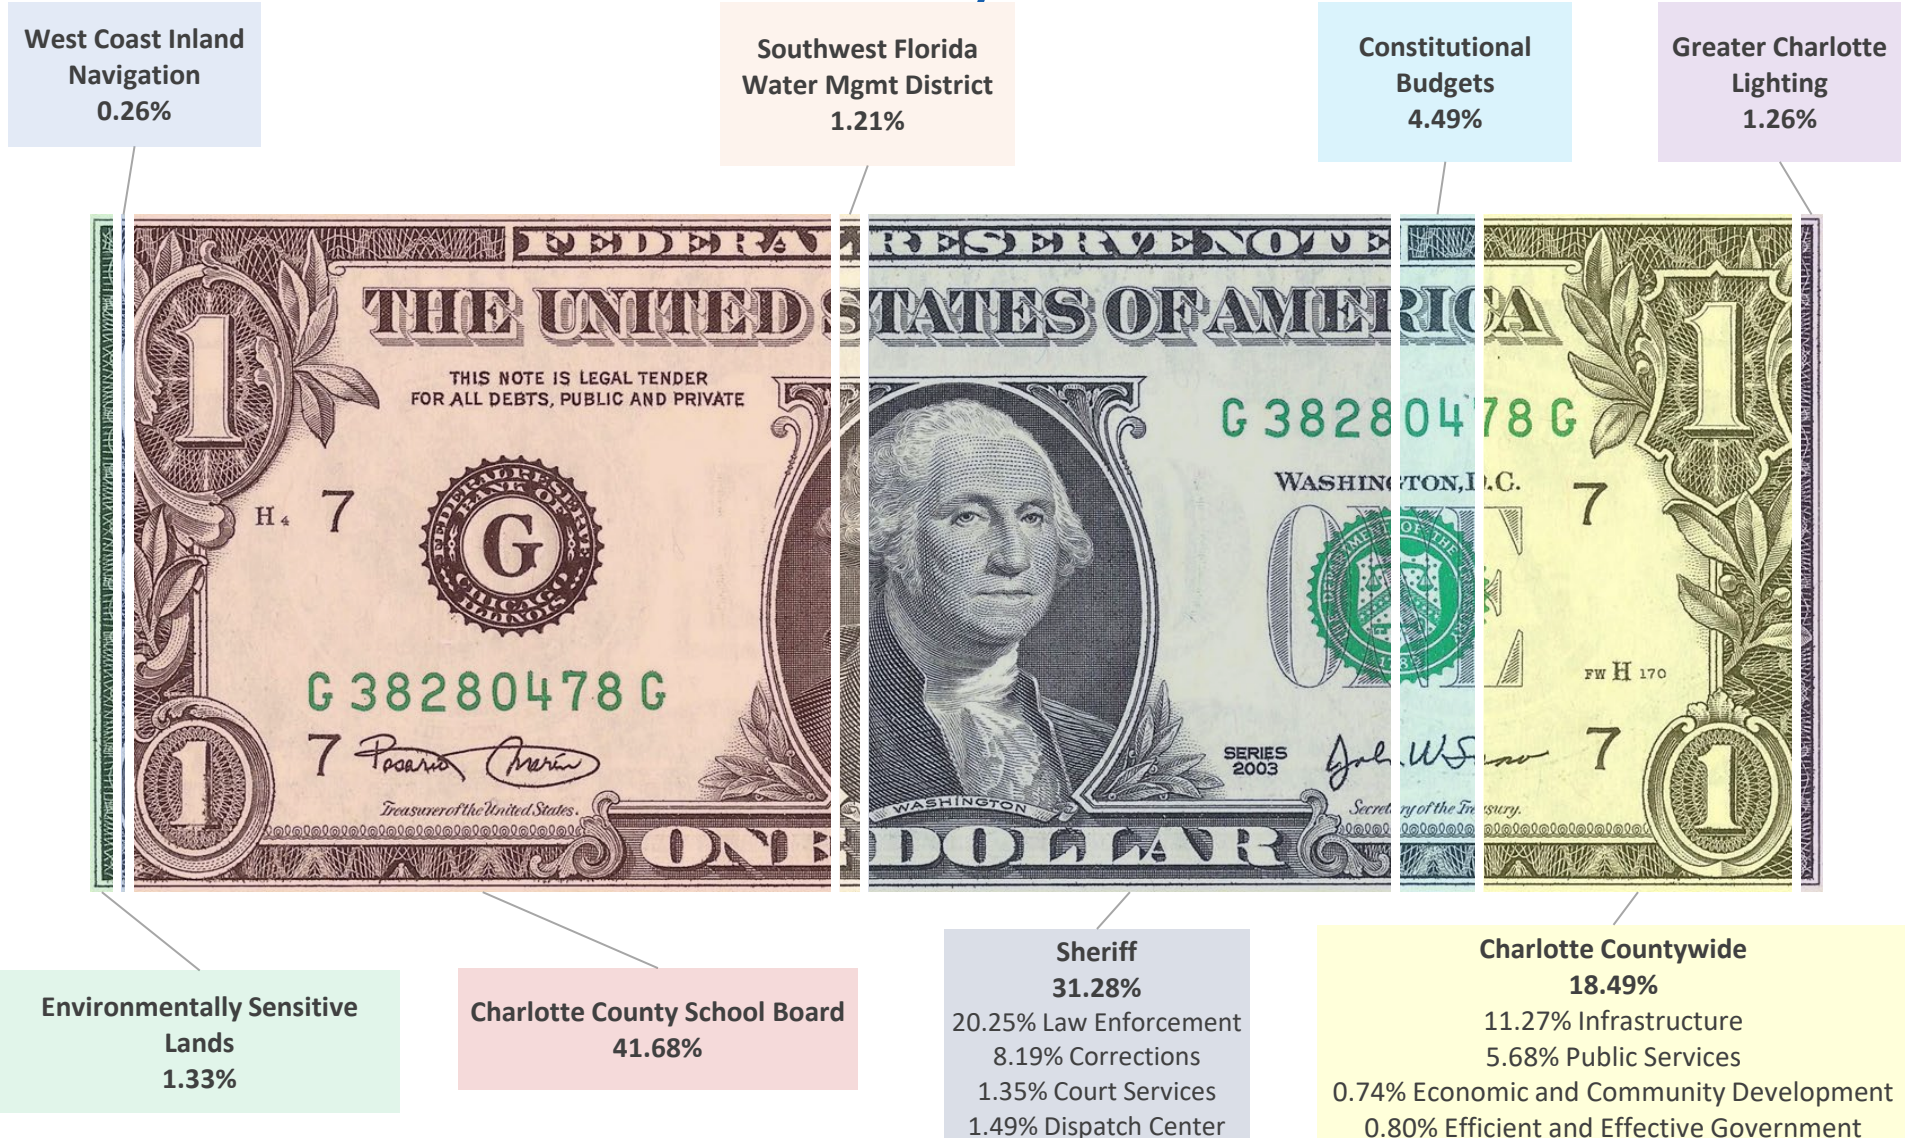 West Coast Inland
Navigation
0.26%
Southwest Florida
Water Mgmt District
1.21%
Constitutional
Budgets
4.49%
Greater Charlotte
Lighting
1.26%
FEDERAL RESERVE NOTE
THE UNITED STATES OF AMERICA
THIS NOTE IS LEGAL TENDER
FOR ALL DEBTS, PUBLIC AND PRIVATE
G 38280478 G
WASHINGTON, D.C.
1
1
H 4
7
7
G
FW H 170
G 38280478 G
7
7
SERIES
2003
Treasurer of the United States.
Secretary of the Treasury.
WASHINGTON
1
ONE DOLLAR
1
Environmentally Sensitive
Lands
1.33%
Charlotte County School Board
41.68%
Sheriff
31.28%
20.25% Law Enforcement
8.19% Corrections
1.35% Court Services
1.49% Dispatch Center
Charlotte Countywide
18.49%
11.27% Infrastructure
5.68% Public Services
0.74% Economic and Community Development
0.80% Efficient and Effective Government